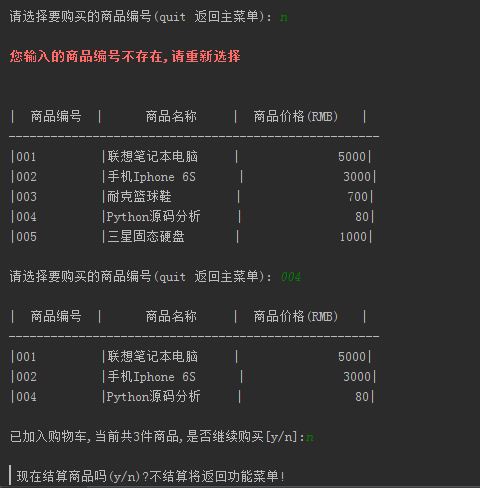 请选择要购买的商品编号(quit 返回主菜单): n
您输入的商品编号不存在,请重新选择
| 商品编号 | 商品名称 | 商品价格(RMB) |
------------------------------------------------------
|001 |联想笔记本电脑 | 5000|
|002 |手机Iphone 6S | 3000|
|003 |耐克篮球鞋 | 700|
|004 |Python源码分析 | 80|
|005 |三星固态硬盘 | 1000|
请选择要购买的商品编号(quit 返回主菜单): 004
| 商品编号 | 商品名称 | 商品价格(RMB) |
------------------------------------------------------
|001 |联想笔记本电脑 | 5000|
|002 |手机Iphone 6S | 3000|
|004 |Python源码分析 | 80|
已加入购物车,当前共3件商品,是否继续购买[y/n]:n
现在结算商品吗(y/n)?不结算将返回功能菜单!